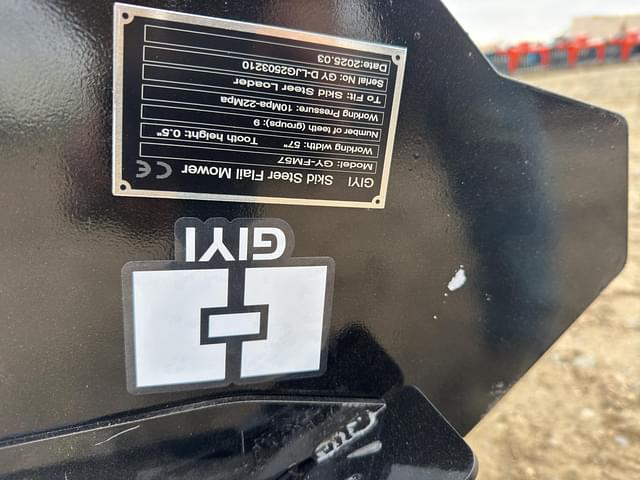 GIYI Skid Steer Flail Mower CE
Model: GY-FM57
Working width: 57" Tooth height: 0.5"
Number of teeth (groups): 9
Working Pressure: 10Mpa-22Mpa
To Fit: Skid Steer Loader
Serial No: GY D-LJG2503210
Date:2025.03
GIYI